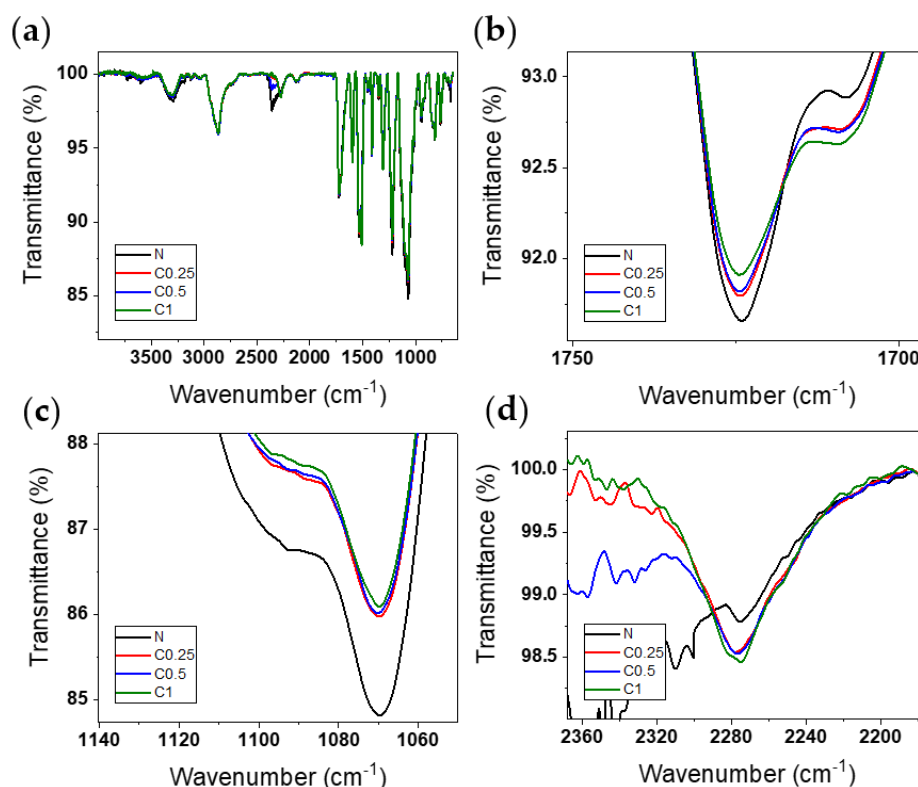 (a)
Transmittance (%)
100
95
90
85
N
C0.25
C0.5
C1
3500 3000 2500 2000 1500 1000
Wavenumber (cm⁻¹)
(b)
Transmittance (%)
93.0
92.5
92.0
N
C0.25
C0.5
C1
1750 1700
Wavenumber (cm⁻¹)
(c)
Transmittance (%)
88
87
86
85
N
C0.25
C0.5
C1
1140 1120 1100 1080 1060
Wavenumber (cm⁻¹)
(d)
Transmittance (%)
100.0
99.5
99.0
98.5
N
C0.25
C0.5
C1
2360 2320 2280 2240 2200
Wavenumber (cm⁻¹)